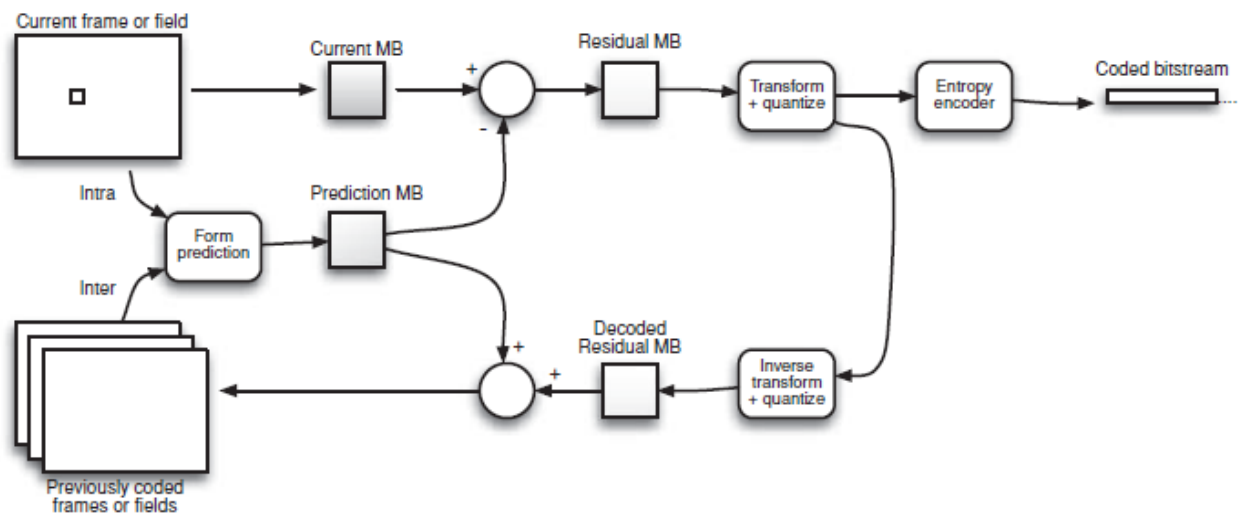 Current frame or field
Current MB
Residual MB
Coded bitstream
+
-
Transform
+ quantize
Entropy
encoder
Intra
Prediction MB
Form
prediction
Inter
Decoded
Residual MB
+
+
Inverse
transform
+ quantize
Previously coded
frames or fields